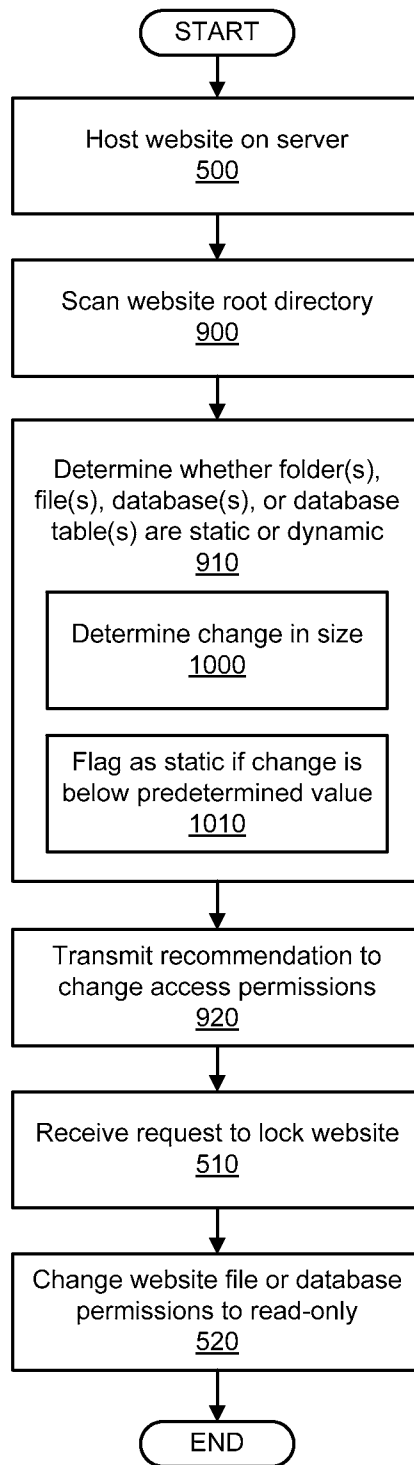 START
Host website on server
500
Scan website root directory
900
Determine whether folder(s),
file(s), database(s), or database
table(s) are static or dynamic
910
Determine change in size
1000
Flag as static if change is
below predetermined value
1010
Transmit recommendation to
change access permissions
920
Receive request to lock website
510
Change website file or database
permissions to read-only
520
END